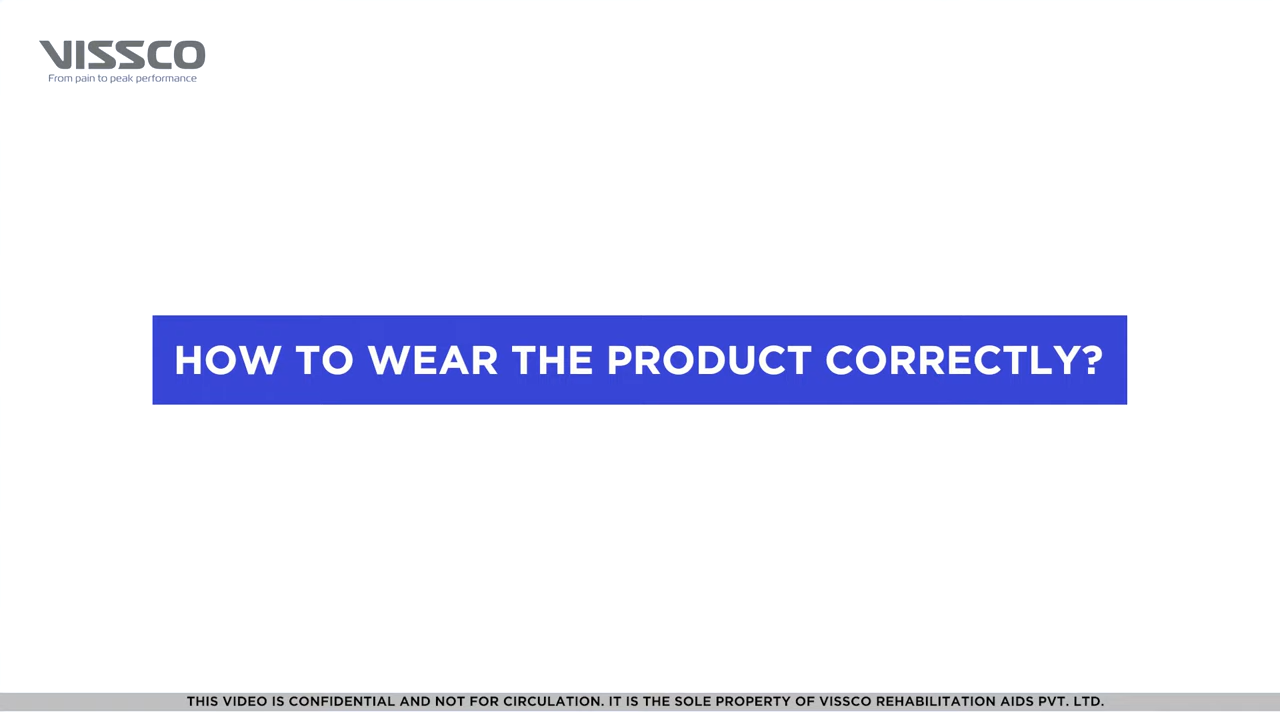 VISSCO
From pain to peak performance
HOW TO WEAR THE PRODUCT CORRECTLY?
THIS VIDEO IS CONFIDENTIAL AND NOT FOR CIRCULATION. IT IS THE SOLE PROPERTY OF VISSCO REHABILITATION AIDS PVT. LTD.